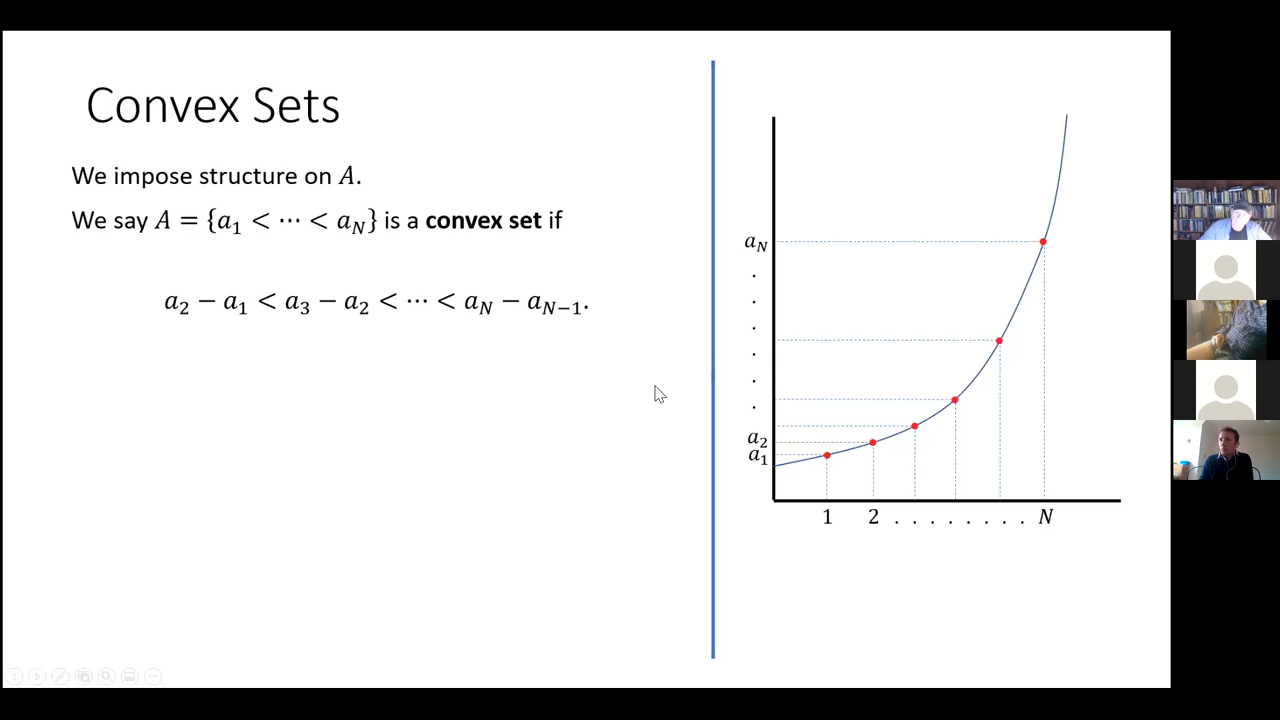 Convex Sets
We impose structure on A.
We say A = {a₁ < ⋯ < a_N} is a convex set if
a₂ − a₁ < a₃ − a₂ < ⋯ < a_N − a_{N−1}.
a_N
.
.
.
.
.
.
a₂
a₁
1 2 . . . . . . . . N